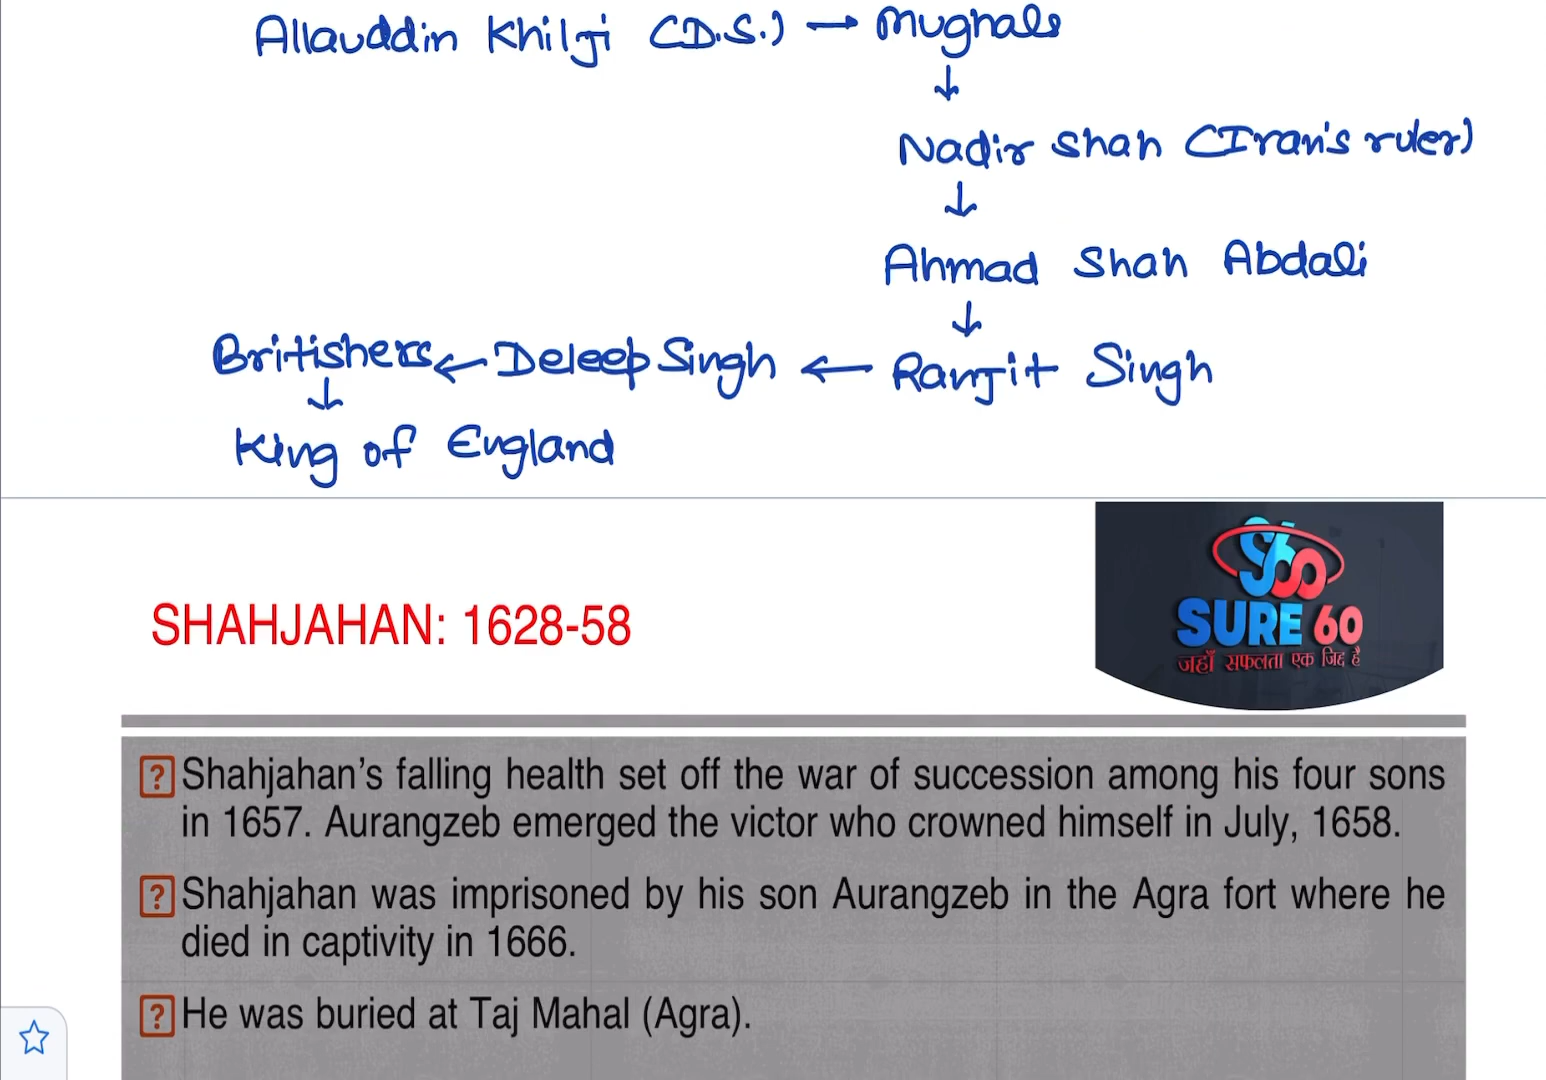 Allauddin Khilji (D.S.) → Mughals
↓
Nadir Shah (Iran's ruler)
↓
Ahmad Shah Abdali
↓
Britishers ← Deleep Singh ← Ranjit Singh
↓
King of England
S60
SURE 60
जहाँ सफलता एक जिद्द है
SHAHJAHAN: 1628-58
? Shahjahan’s falling health set off the war of succession among his four sons
in 1657. Aurangzeb emerged the victor who crowned himself in July, 1658.
? Shahjahan was imprisoned by his son Aurangzeb in the Agra fort where he
died in captivity in 1666.
? He was buried at Taj Mahal (Agra).